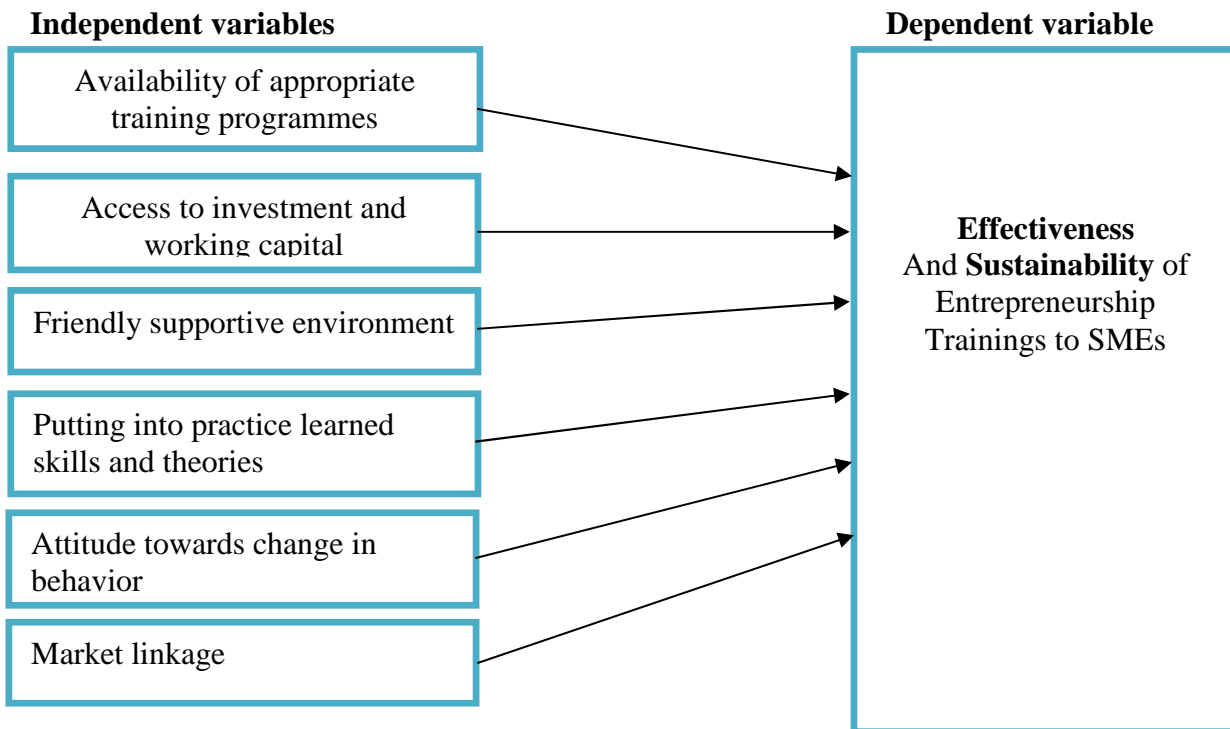 Independent variables
Availability of appropriate
training programmes
Access to investment and
working capital
Friendly supportive environment
Putting into practice learned
skills and theories
Attitude towards change in
behavior
Market linkage
Dependent variable
Effectiveness
And Sustainability of
Entrepreneurship
Trainings to SMEs